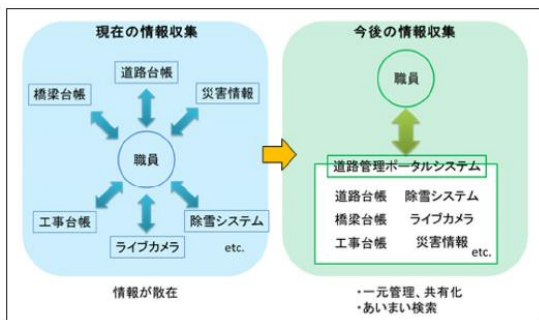 現在の情報収集
道路台帳
橋梁台帳
災害情報
職員
工事台帳
除雪システム
ライブカメラ
etc.
情報が散在
今後の情報収集
職員
道路管理ポータルシステム
道路台帳 除雪システム
橋梁台帳 ライブカメラ
工事台帳 災害情報
etc.
・一元管理、共有化
・あいまい検索